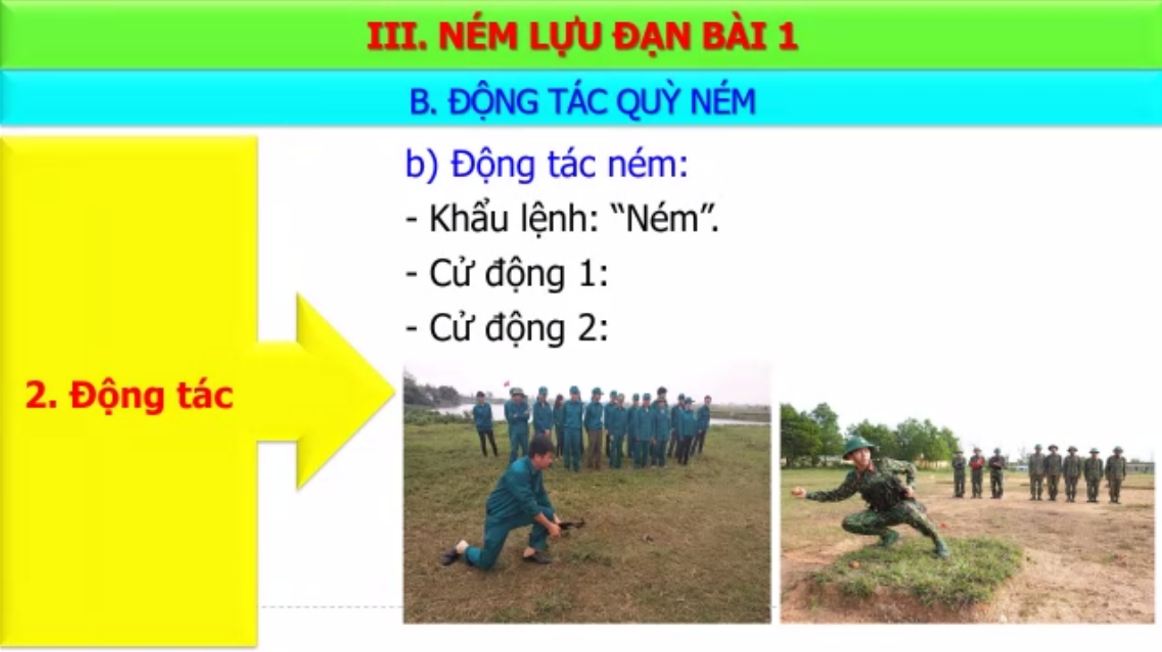 III. NÉM LỰU ĐẠN BÀI 1
B. ĐỘNG TÁC QUỲ NÉM
2. Động tác
b) Động tác ném:
- Khẩu lệnh: “Ném”.
- Cử động 1:
- Cử động 2: